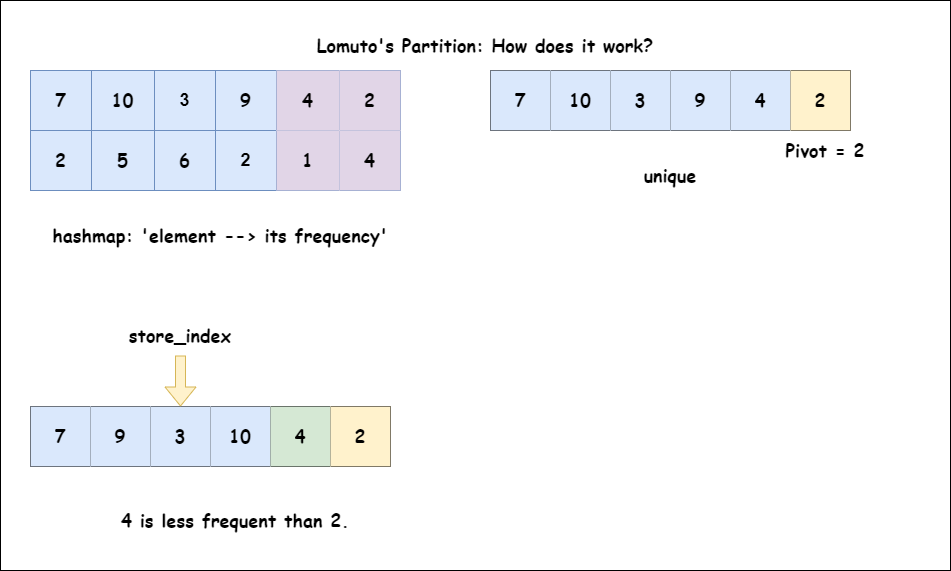 Lomuto's Partition: How does it work?
7 10 3 9 4 2
2 5 6 2 1 4
hashmap: 'element --> its frequency'
7 10 3 9 4 2
Pivot = 2
unique
store_index
7 9 3 10 4 2
4 is less frequent than 2.